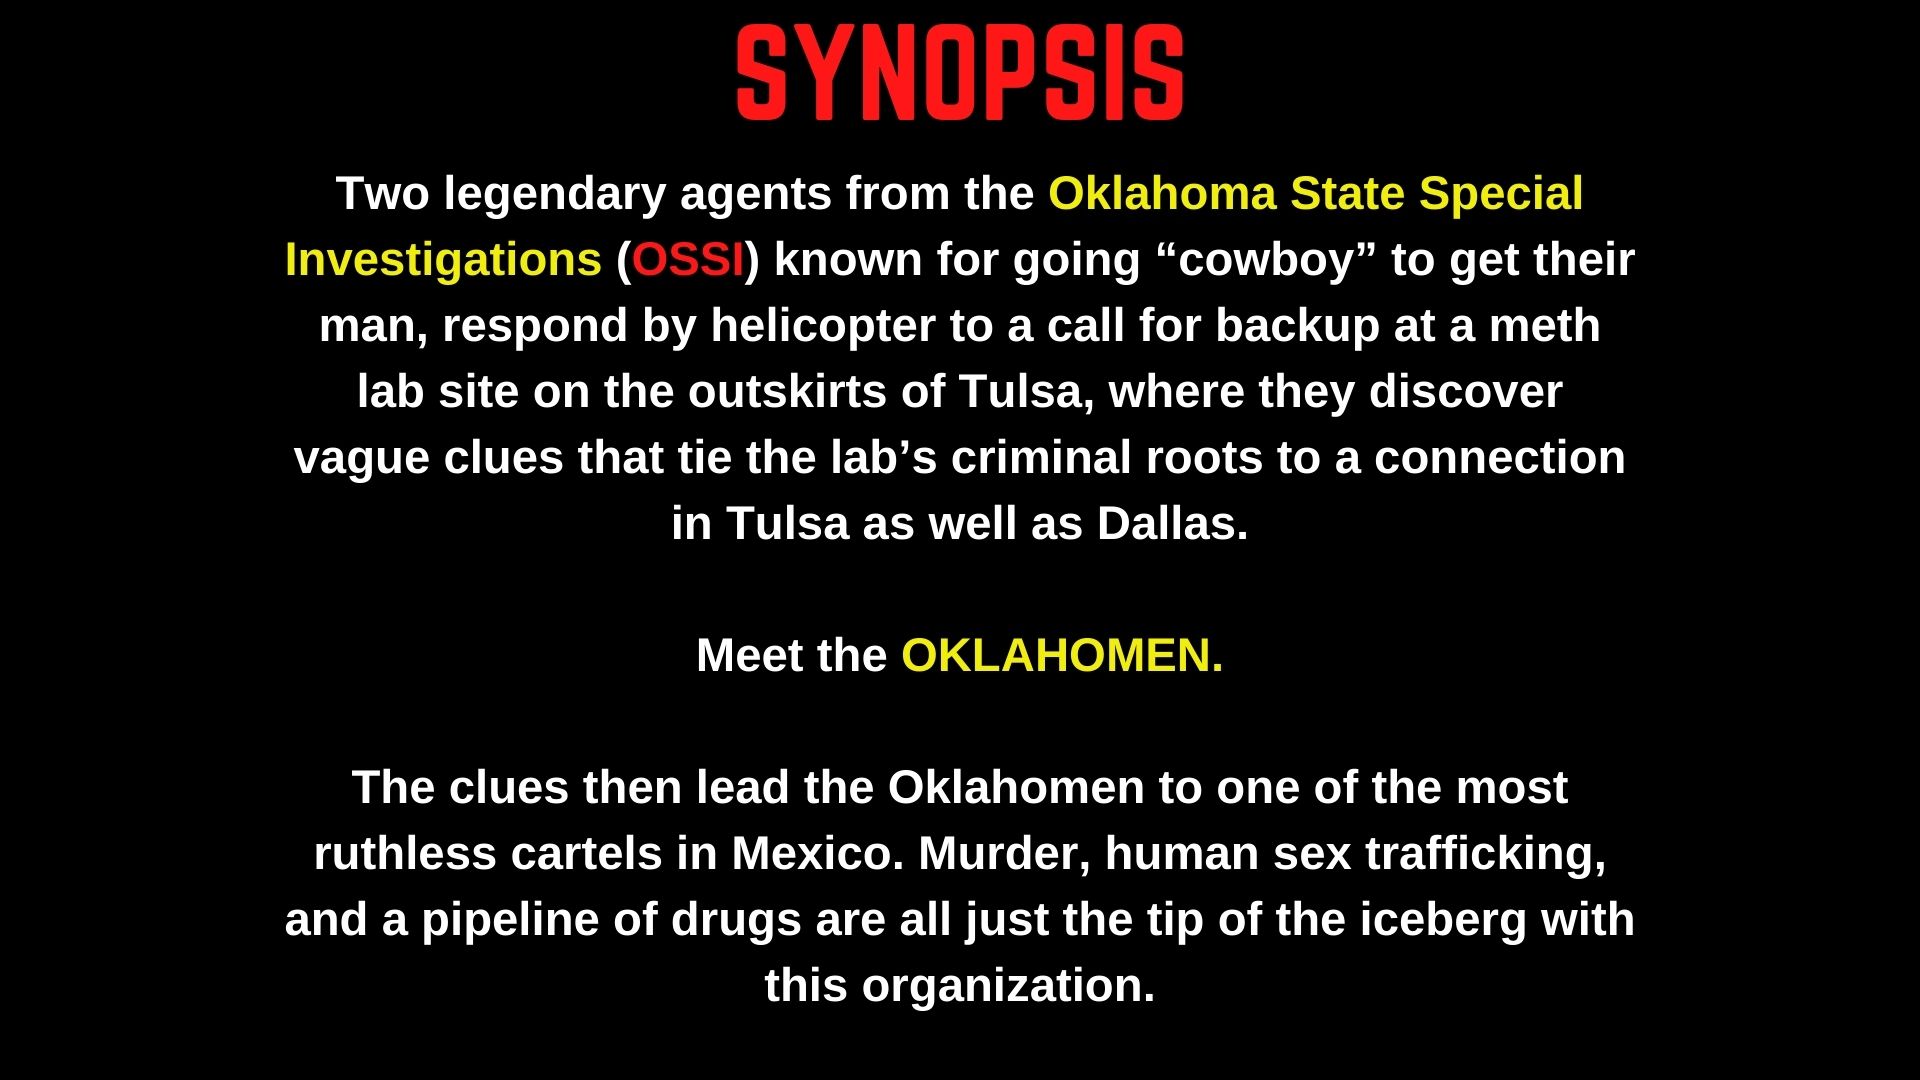 SYNOPSIS
Two legendary agents from the Oklahoma State Special
Investigations (OSSI) known for going “cowboy” to get their
man, respond by helicopter to a call for backup at a meth
lab site on the outskirts of Tulsa, where they discover
vague clues that tie the lab’s criminal roots to a connection
in Tulsa as well as Dallas.
Meet the OKLAHOMEN.
The clues then lead the Oklahomen to one of the most
ruthless cartels in Mexico. Murder, human sex trafficking,
and a pipeline of drugs are all just the tip of the iceberg with
this organization.